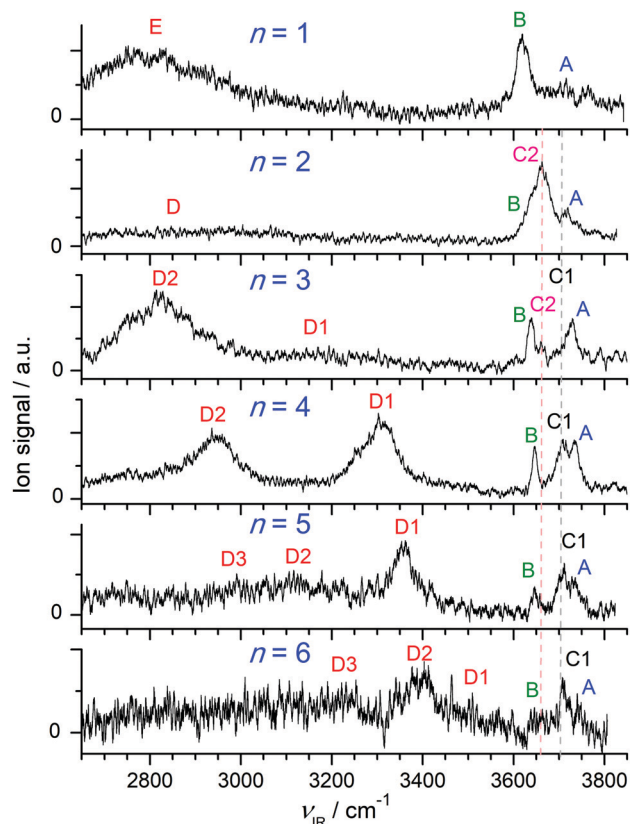 E
n = 1
B
A
0
n = 2
C2
D
B
A
0
C1
D2
n = 3
D1
B
C2
A
0
D2
n = 4
D1
B
C1
A
0
n = 5
D3
D2
D1
B
C1
A
0
n = 6
D3
D2
D1
B
C1
A
0
2800 3000 3200 3400 3600 3800
νIR / cm-1
Ion signal / a.u.